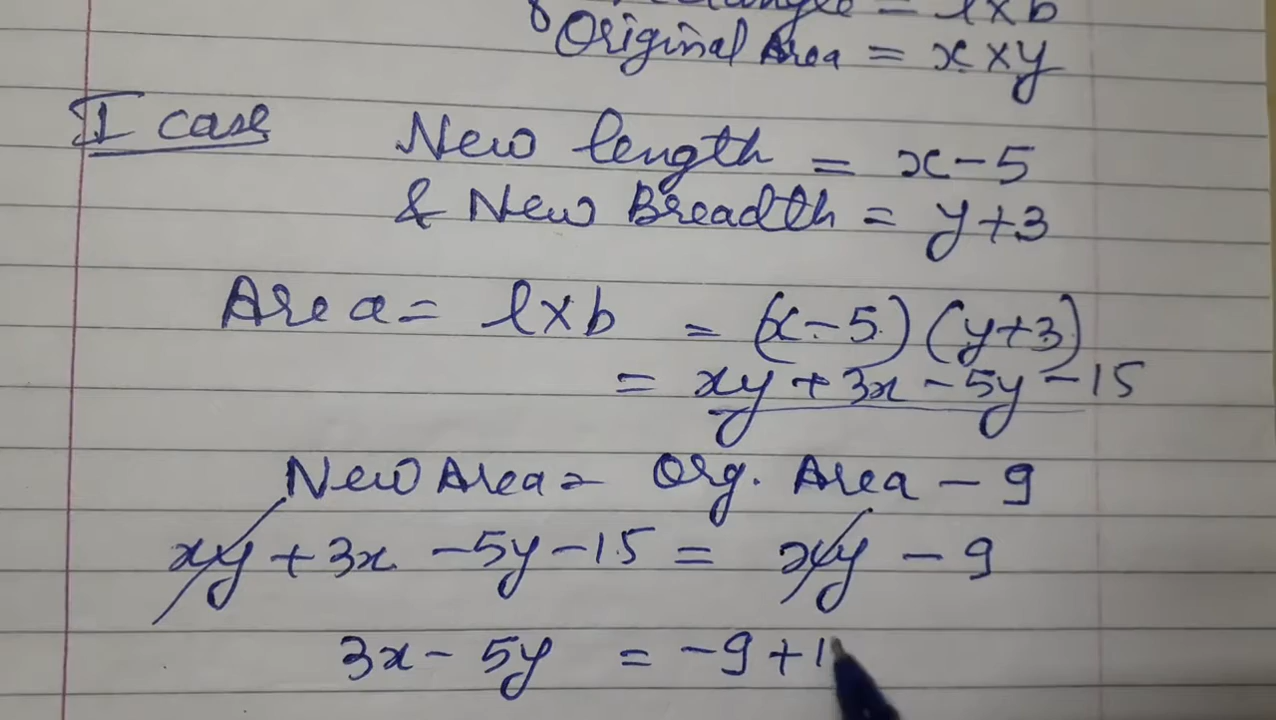 = l×b
Original Area = x×y
I case New length = x-5
& New Breadth = y+3
Area = l×b = (x-5)(y+3)
= xy+3x-5y-15
New Area = Org. Area - 9
xy+3x-5y-15 = xy-9
3x-5y = -9+1